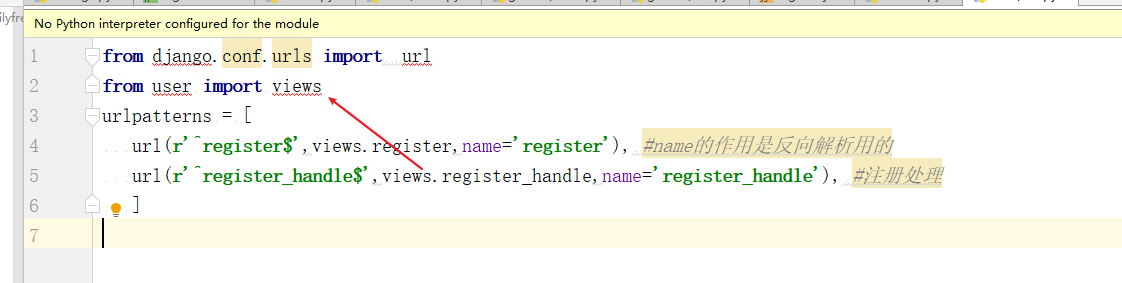 ilyfre
No Python interpreter configured for the module
1 from django.conf.urls import  url
2 from user import views
3 urlpatterns = [
4 url(r'^register$',views.register,name='register'),  #name的作用是反向解析用的
5 url(r'^register_handle$',views.register_handle,name='register_handle'),  #注册处理
6 ]
7